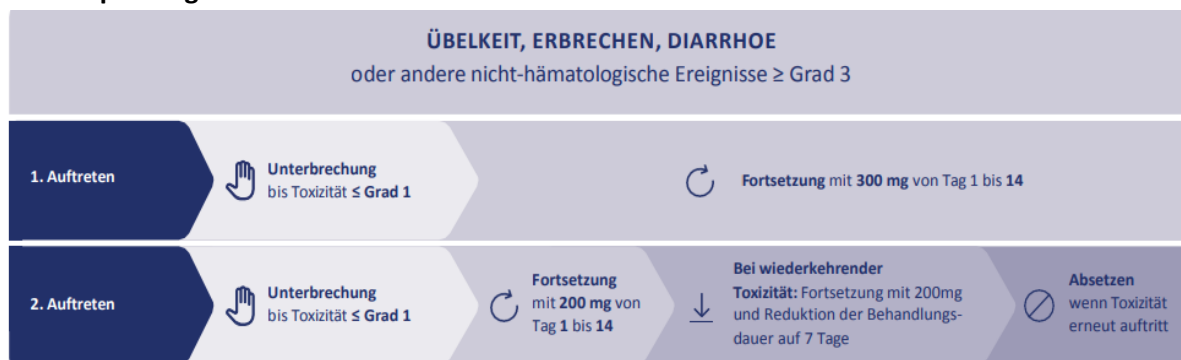 ÜBELKEIT, ERBRECHEN, DIARRHOE
oder andere nicht-hämatologische Ereignisse ≥ Grad 3
1. Auftreten
Unterbrechung
bis Toxizität ≤ Grad 1
Fortsetzung mit 300 mg von Tag 1 bis 14
2. Auftreten
Unterbrechung
bis Toxizität ≤ Grad 1
Fortsetzung
mit 200 mg von
Tag 1 bis 14
Bei wiederkehrender
Toxizität: Fortsetzung mit 200mg
und Reduktion der Behandlungs-
dauer auf 7 Tage
Absetzen
wenn Toxizität
erneut auftritt